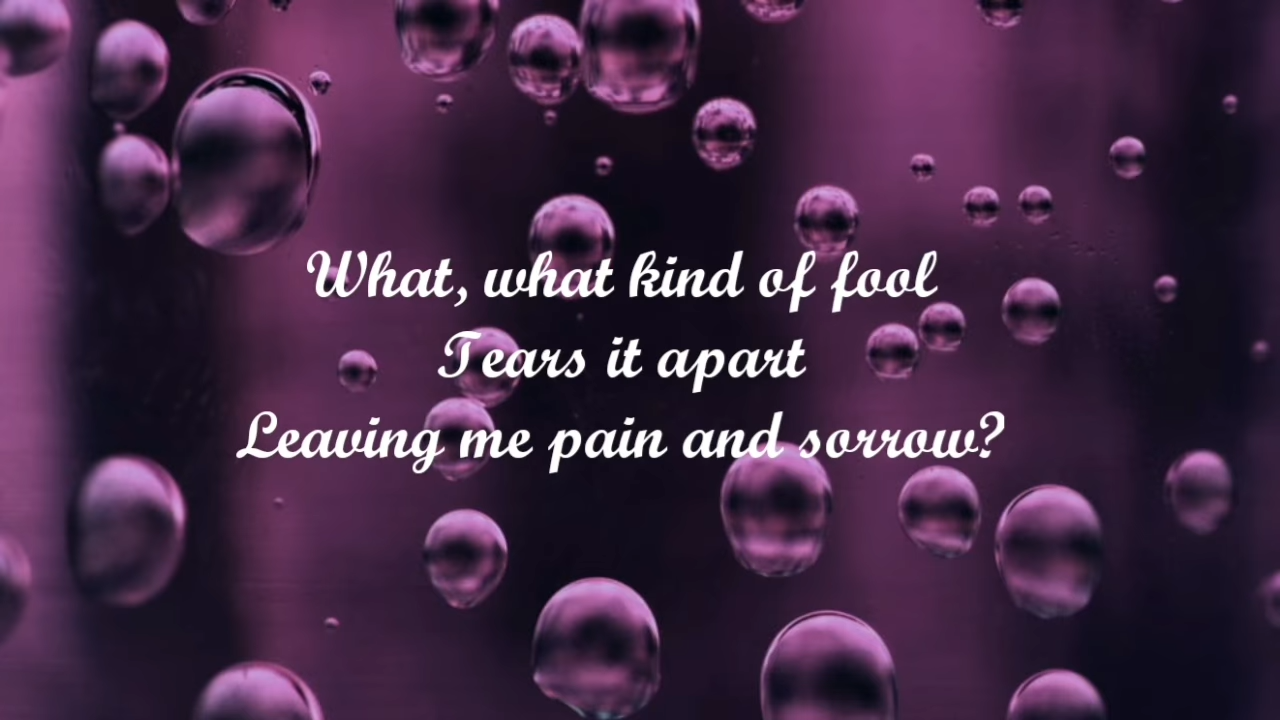 What, what kind of fool
Tears it apart
Leaving me pain and sorrow?